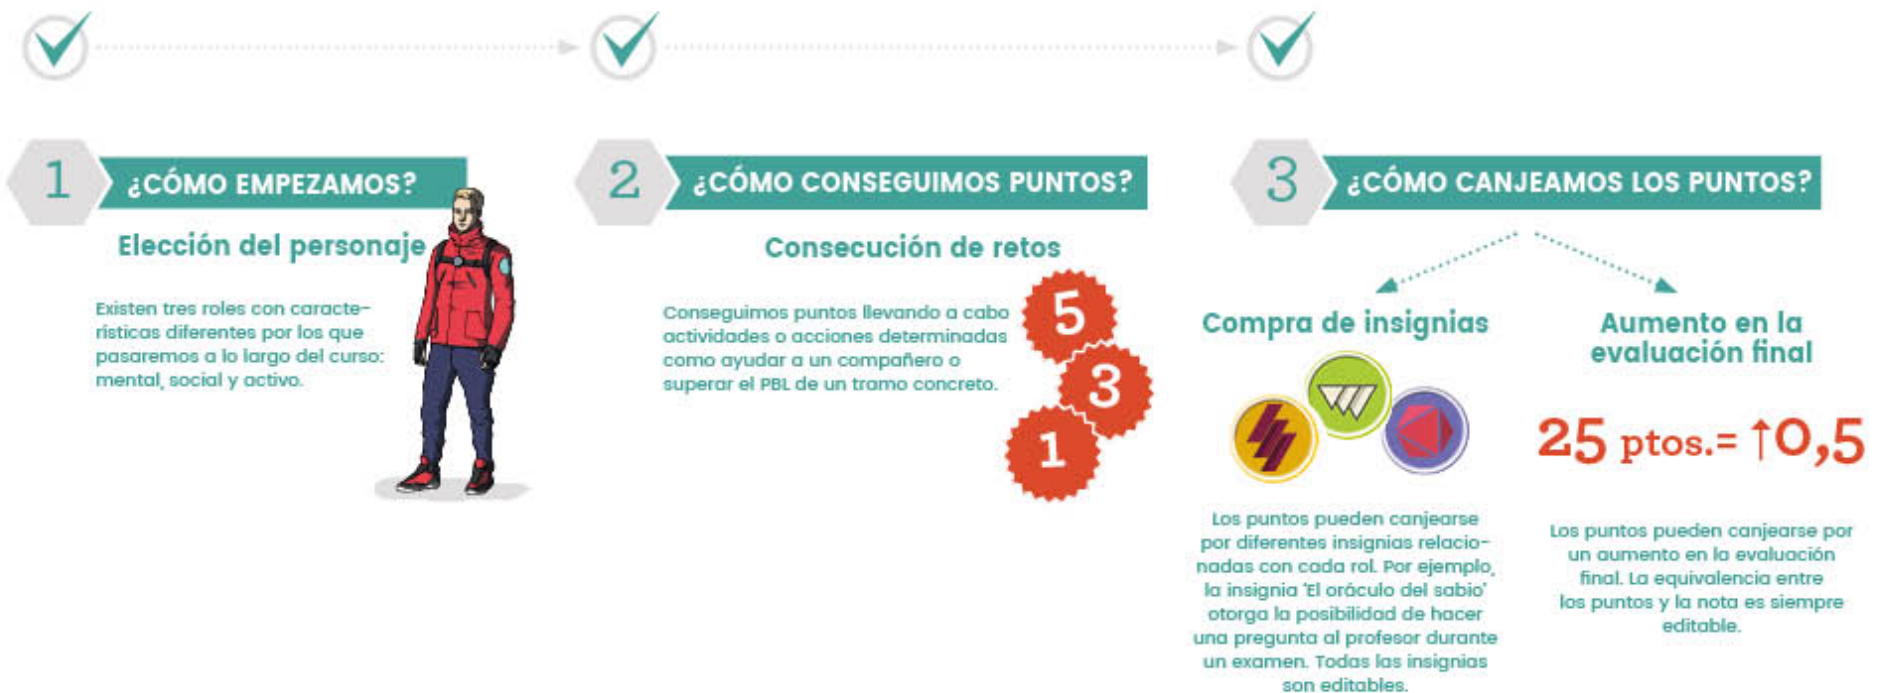 1
¿CÓMO EMPEZAMOS?
Elección del personaje
Existen tres roles con caracte-
rísticas diferentes por los que
pasaremos a lo largo del curso:
mental, social y activo.
2
¿CÓMO CONSEGUIMOS PUNTOS?
Consecución de retos
Conseguimos puntos llevando a cabo
actividades o acciones determinadas
como ayudar a un compañero o
superar el PBL de un tramo concreto.
5
3
1
3
¿CÓMO CANJEAMOS LOS PUNTOS?
Compra de insignias
Los puntos pueden canjearse
por diferentes insignias relacio-
nadas con cada rol. Por ejemplo,
la insignia 'El oráculo del sabio'
otorga la posibilidad de hacer
una pregunta al profesor durante
un examen. Todas las insignias
son editables.
Aumento en la
evaluación final
25 ptos.= ↑0,5
Los puntos pueden canjearse por
un aumento en la evaluación
final. La equivalencia entre
los puntos y la nota es siempre
editable.